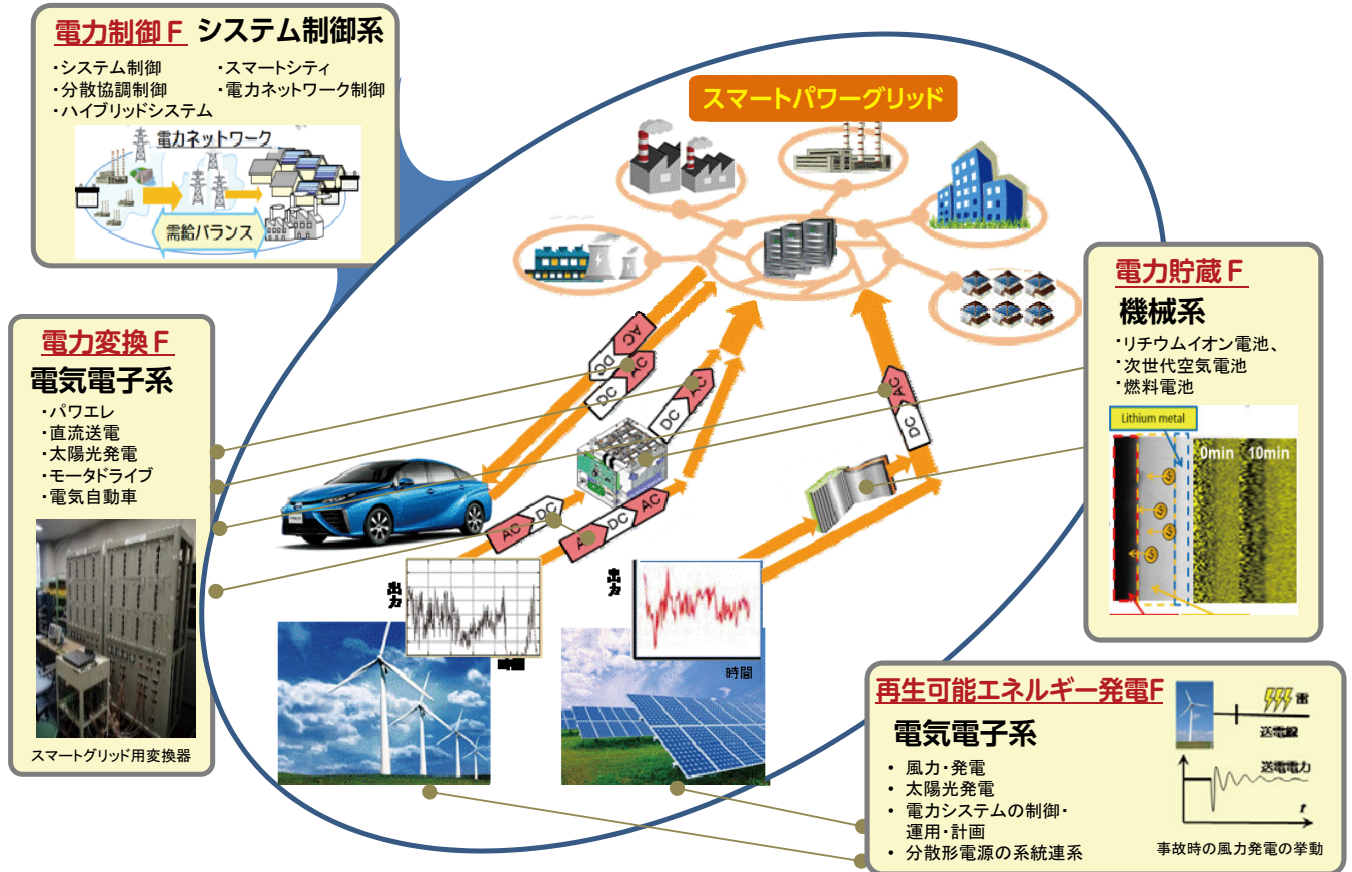 電力制御F システム制御系
・システム制御 ・スマートシティ
・分散協調制御 ・電力ネットワーク制御
・ハイブリッドシステム
電力ネットワーク
需給バランス
スマートパワーグリッド
電力変換F
電気電子系
・パワエレ
・直流送電
・太陽光発電
・モータドライブ
・電気自動車
スマートグリッド用変換器
電力貯蔵F
機械系
・リチウムイオン電池、
・次世代空気電池
・燃料電池
Lithium metal
0min 10min
AC
DC
DC
AC
DC
AC
DC
AC
AC
DC
AC
DC
AC
出力
時間
出力
時間
再生可能エネルギー発電F
電気電子系
• 風力・発電
• 太陽光発電
• 電力システムの制御・
運用・計画
• 分散形電源の系統連系
雷
送電線
送電電力
t
事故時の風力発電の挙動